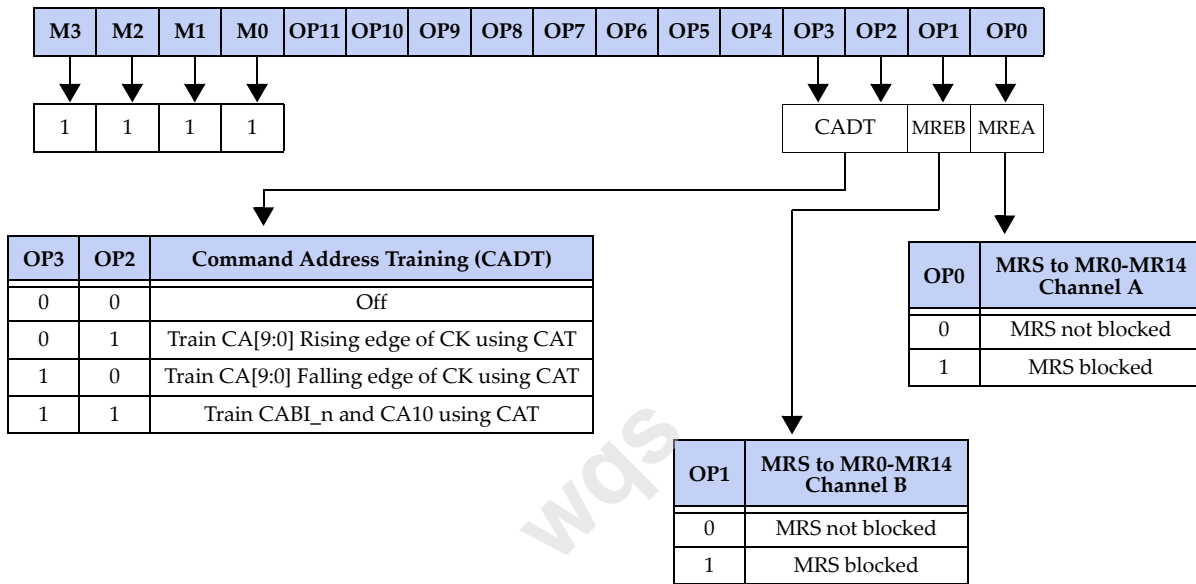 M3 M2 M1 M0 OP11 OP10 OP9 OP8 OP7 OP6 OP5 OP4 OP3 OP2 OP1 OP0
1 1 1 1 CADT MREB MREA
OP3 OP2 Command Address Training (CADT)
0 0 Off
0 1 Train CA[9:0] Rising edge of CK using CAT
1 0 Train CA[9:0] Falling edge of CK using CAT
1 1 Train CABI_n and CA10 using CAT
OP0 MRS to MR0-MR14
Channel A
0 MRS not blocked
1 MRS blocked
wqs
OP1 MRS to MR0-MR14
Channel B
0 MRS not blocked
1 MRS blocked